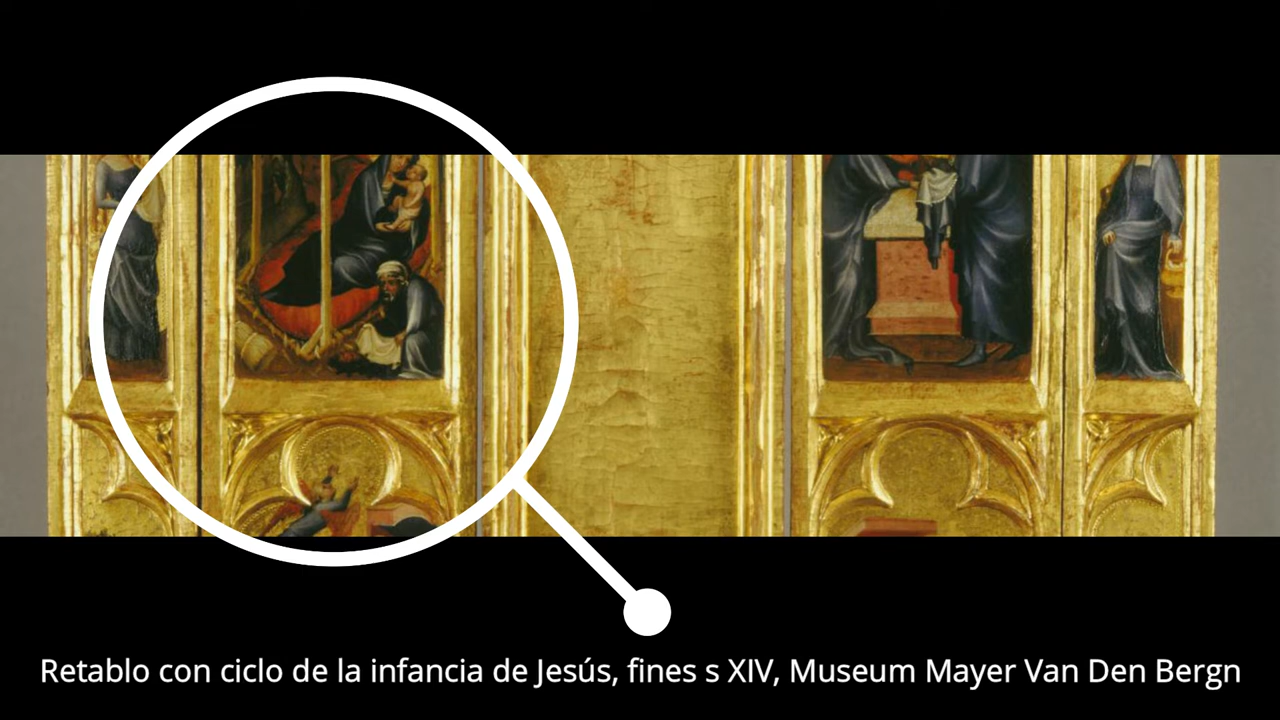 Retablo con ciclo de la infancia de Jesús, fines s XIV, Museum Mayer Van Den Bergn